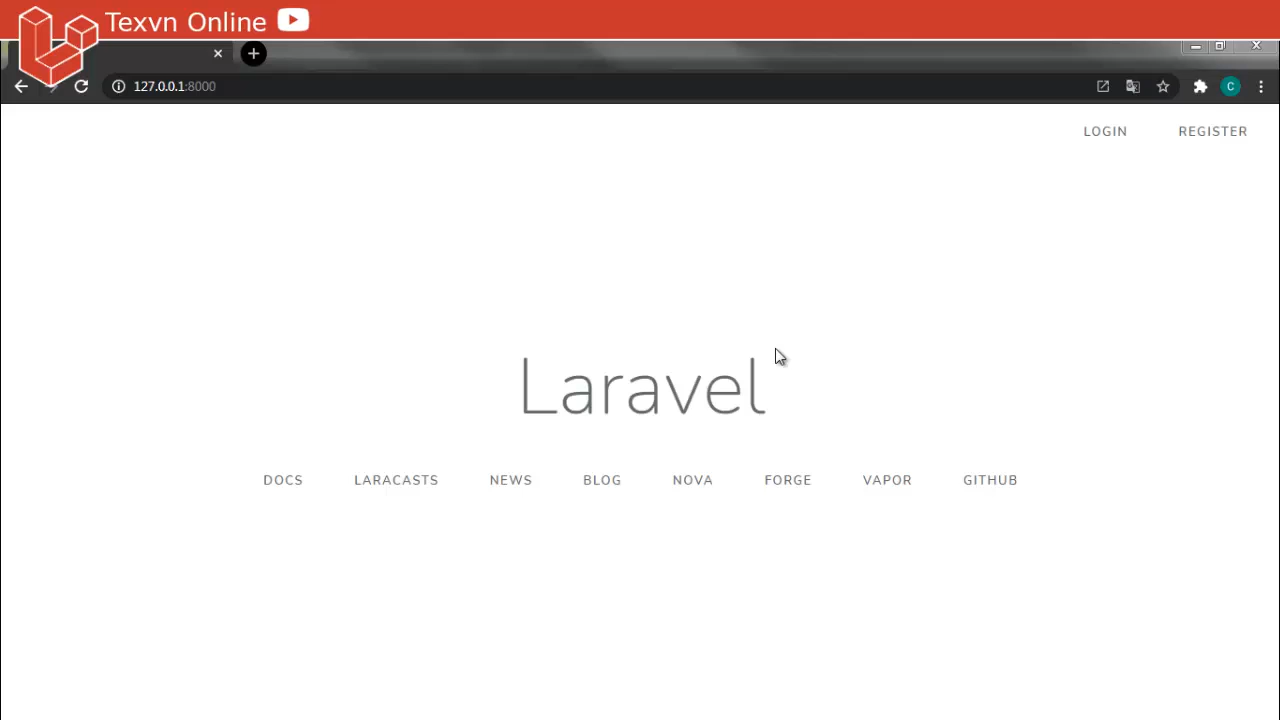 Texvn Online
127.0.0.1:8000
C
LOGIN REGISTER
Laravel
DOCS LARACASTS NEWS BLOG NOVA FORGE VAPOR GITHUB